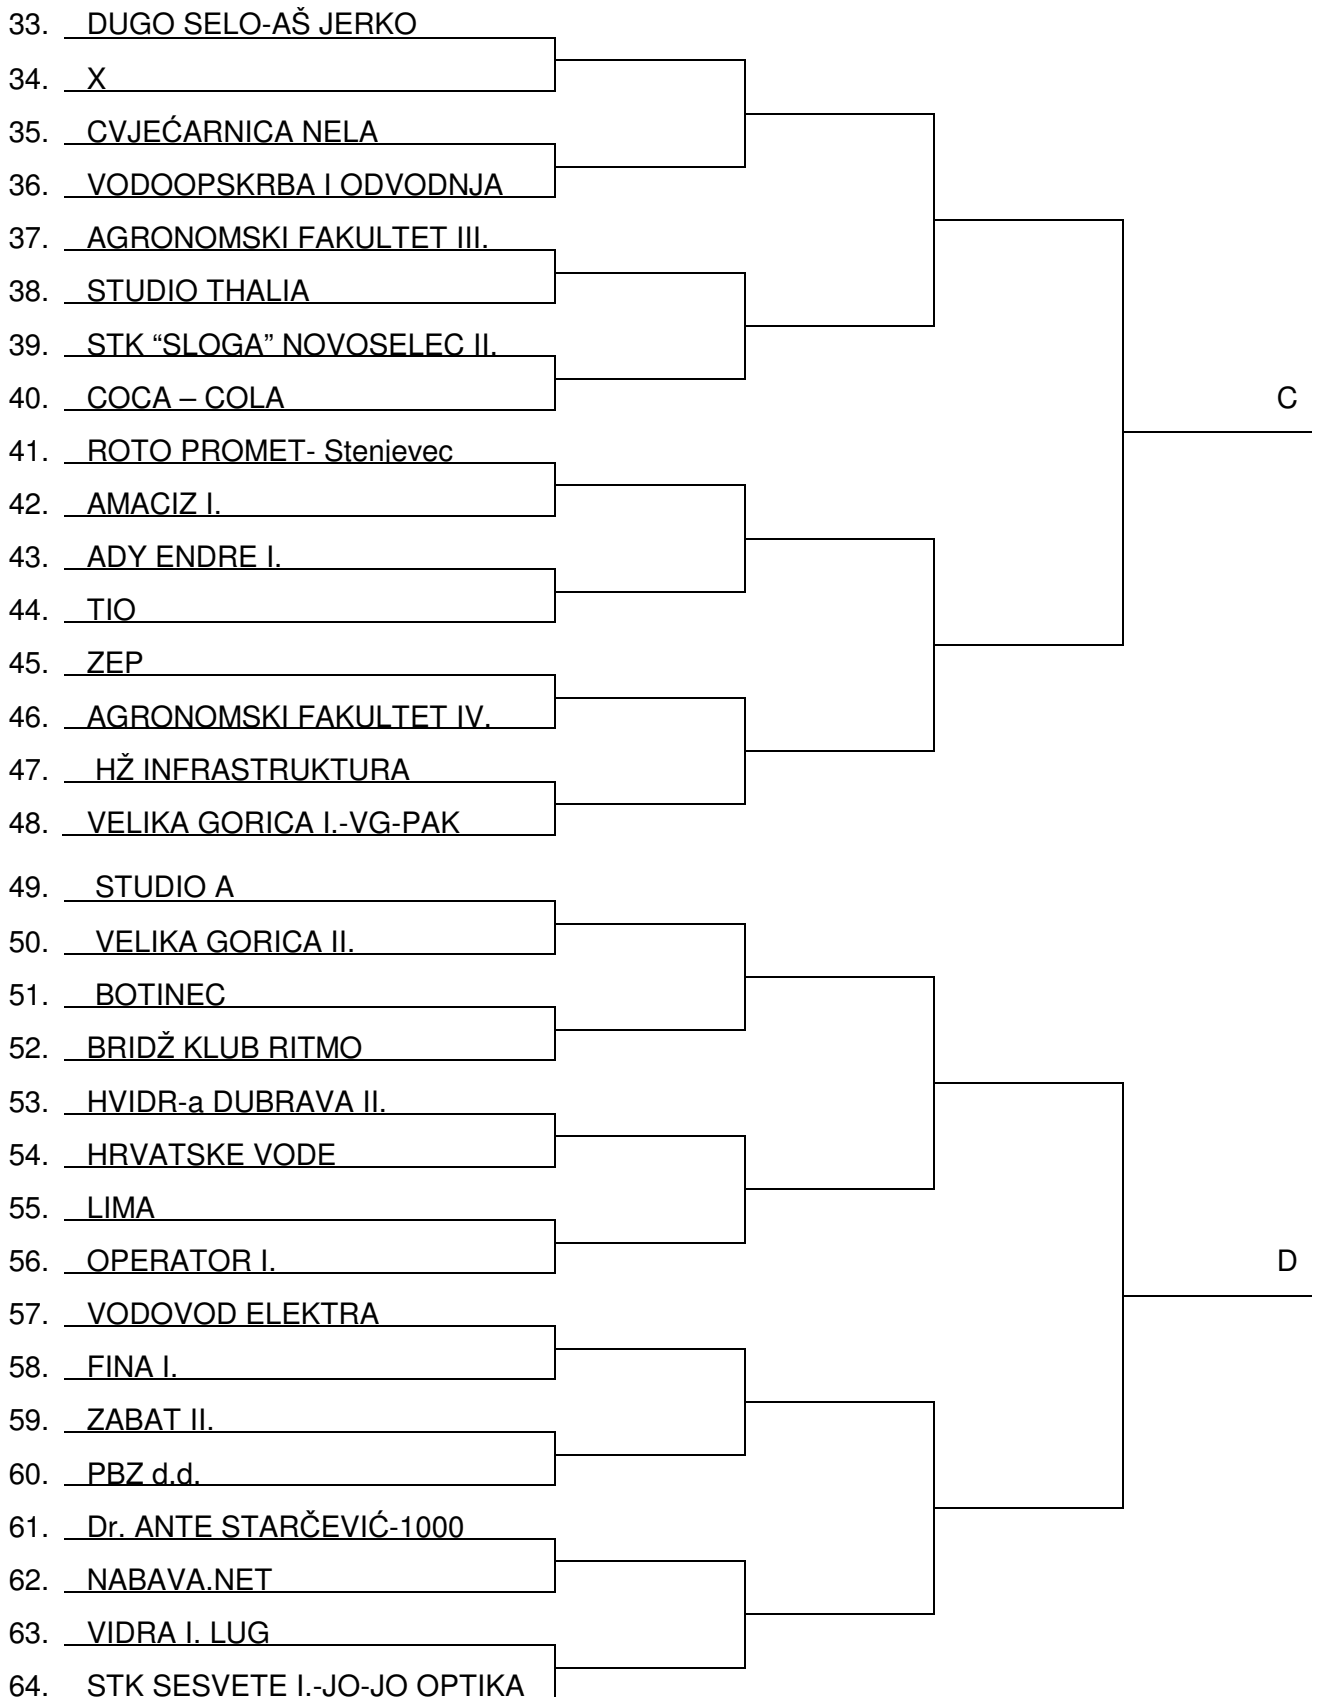 33. DUGO SELO-AŠ JERKO
34. X
35. CVJEĆARNICA NELA
36. VODOOPSKRBA I ODVODNJA
37. AGRONOMSKI FAKULTET III.
38. STUDIO THALIA
39. STK “SLOGA” NOVOSELEC II.
40. COCA – COLA
C
41. ROTO PROMET- Stenjevec
42. AMACIZ I.
43. ADY ENDRE I.
44. TIO
45. ZEP
46. AGRONOMSKI FAKULTET IV.
47. HŽ INFRASTRUKTURA
48. VELIKA GORICA I.-VG-PAK
49. STUDIO A
50. VELIKA GORICA II.
51. BOTINEC
52. BRIDŽ KLUB RITMO
53. HVIDR-a DUBRAVA II.
54. HRVATSKE VODE
55. LIMA
56. OPERATOR I.
D
57. VODOVOD ELEKTRA
58. FINA I.
59. ZABAT II.
60. PBZ d.d.
61. Dr. ANTE STARČEVIĆ-1000
62. NABAVA.NET
63. VIDRA I. LUG
64. STK SESVETE I.-JO-JO OPTIKA